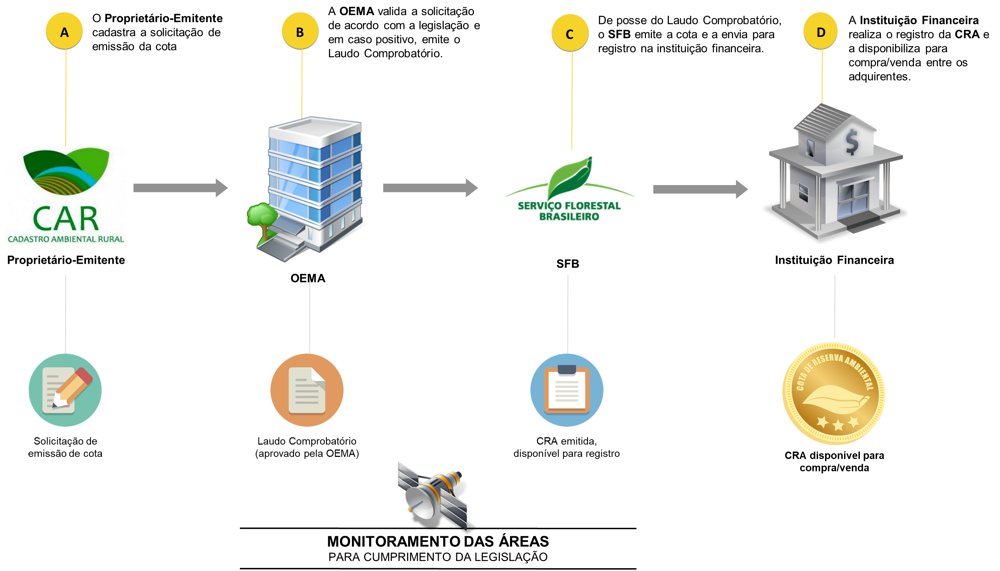 A
O Proprietário-Emitente
cadastra a solicitação de
emissão da cota
B
A OEMA valida a solicitação
de acordo com a legislação e
em caso positivo, emite o
Laudo Comprobatório.
C
De posse do Laudo Comprobatório,
o SFB emite a cota e a envia para
registro na instituição financeira.
D
A Instituição Financeira
realiza o registro da CRA e
a disponibiliza para
compra/venda entre os
adquirentes.
CAR
CADASTRO AMBIENTAL RURAL
Proprietário-Emitente
OEMA
SERVIÇO FLORESTAL
BRASILEIRO
SFB
$
Instituição Financeira
Solicitação de
emissão de cota
Laudo Comprobatório
(aprovado pela OEMA)
CRA emitida,
disponível para registro
COTA DE RESERVA AMBIENTAL
CRA disponível para
compra/venda
MONITORAMENTO DAS ÁREAS
PARA CUMPRIMENTO DA LEGISLAÇÃO